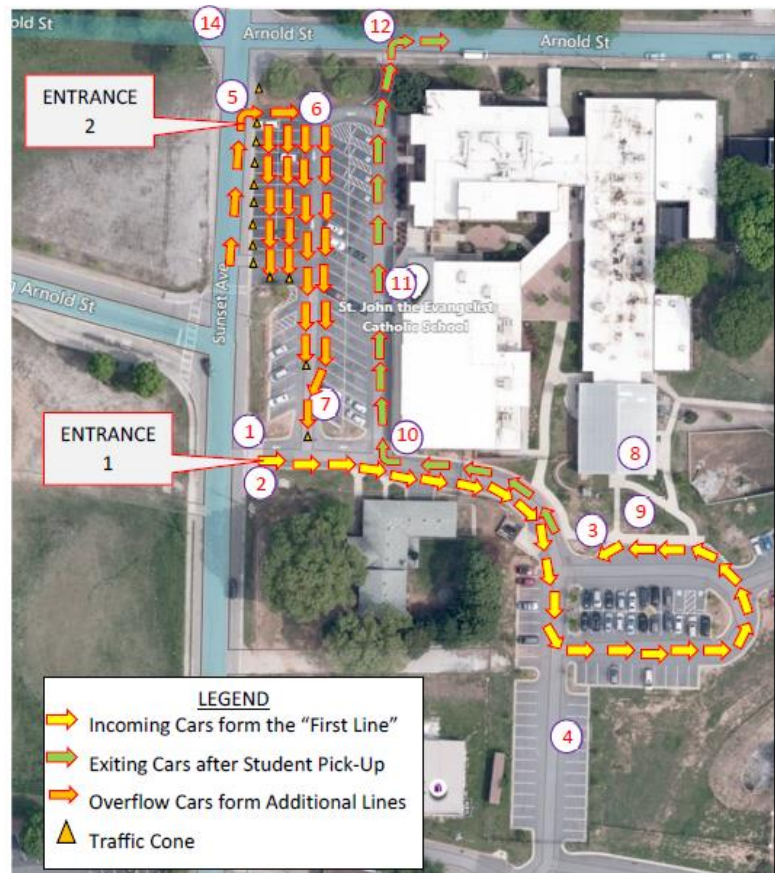 old St
14
Arnold St
12
Arnold St
ENTRANCE
2
5
6
11
St. John the Evangelist
Catholic School
Arnold St
Sunset Ave
7
1
10
ENTRANCE
1
2
8
9
3
4
LEGEND
Incoming Cars form the “First Line”
Exiting Cars after Student Pick-Up
Overflow Cars form Additional Lines
Traffic Cone